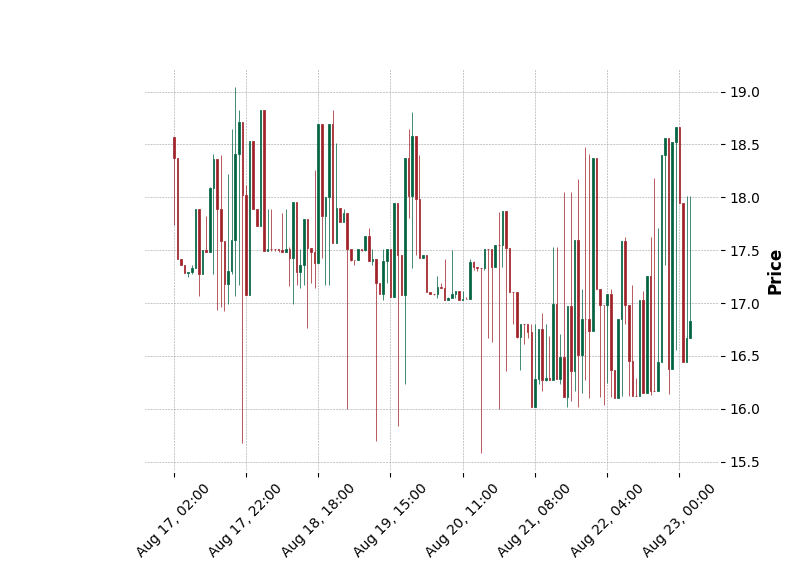 19.0
18.5
18.0
17.5
17.0
16.5
16.0
15.5
Price
Aug 17, 02:00
Aug 17, 22:00
Aug 18, 18:00
Aug 19, 15:00
Aug 20, 11:00
Aug 21, 08:00
Aug 22, 04:00
Aug 23, 00:00